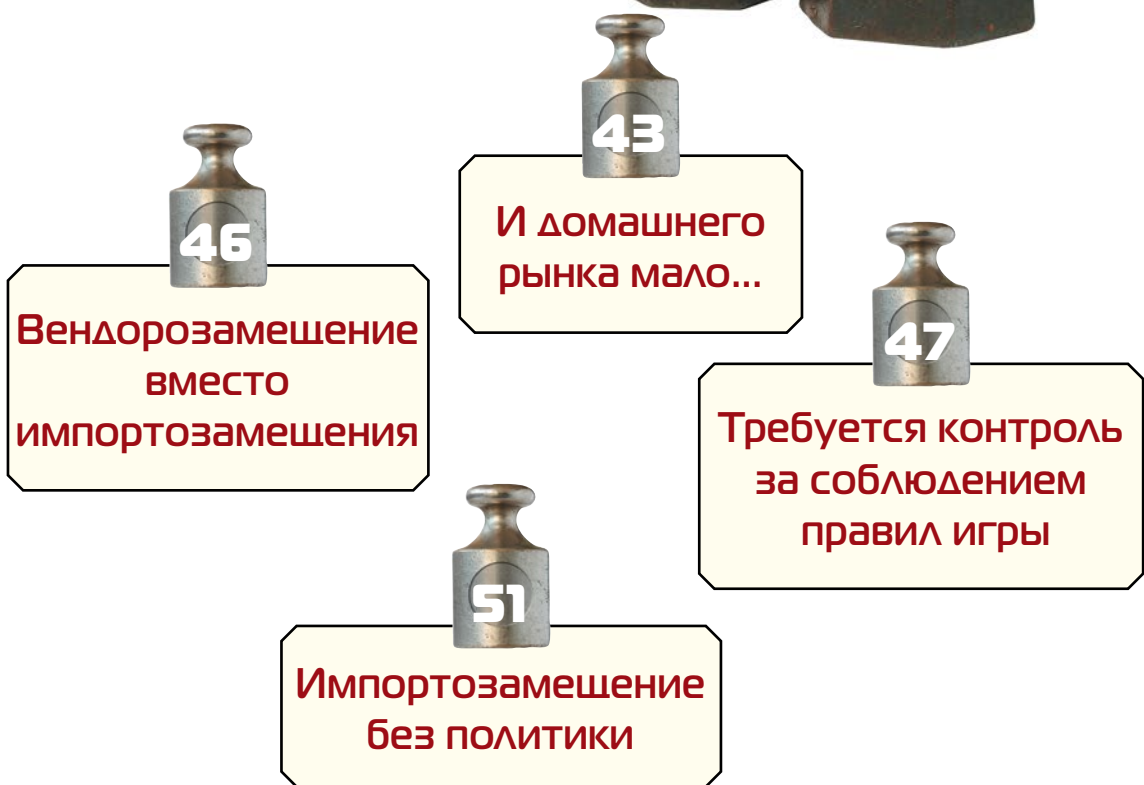 43
И домашнего
рынка мало...
46
Вендорозамещение
вместо
импортозамещения
47
Требуется контроль
за соблюдением
правил игры
51
Импортозамещение
без политики